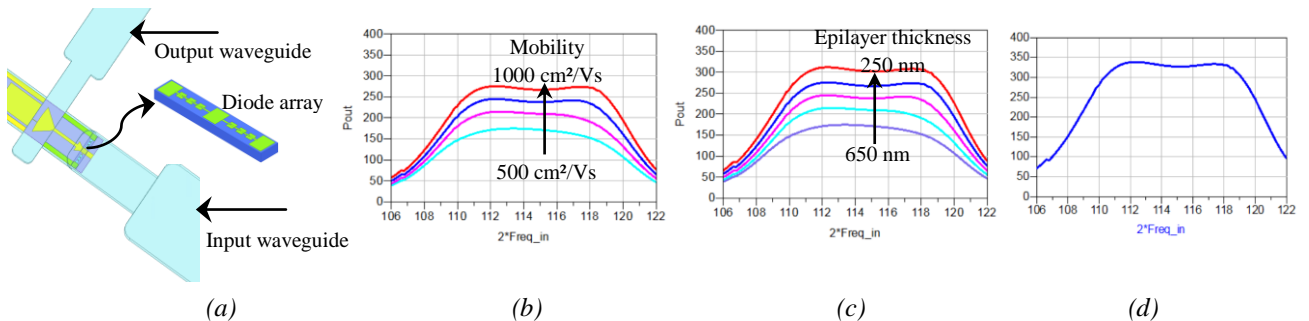 Output waveguide
Diode array
Input waveguide
(a)
Pout
400
350
300
250
200
150
100
50
0
Mobility
1000 cm²/Vs
500 cm²/Vs
106 108 110 112 114 116 118 120 122
2*Freq_in
(b)
Pout
400
350
300
250
200
150
100
50
0
Epilayer thickness
250 nm
650 nm
106 108 110 112 114 116 118 120 122
2*Freq_in
(c)
400
350
300
250
200
150
100
50
0
106 108 110 112 114 116 118 120 122
2*Freq_in
(d)